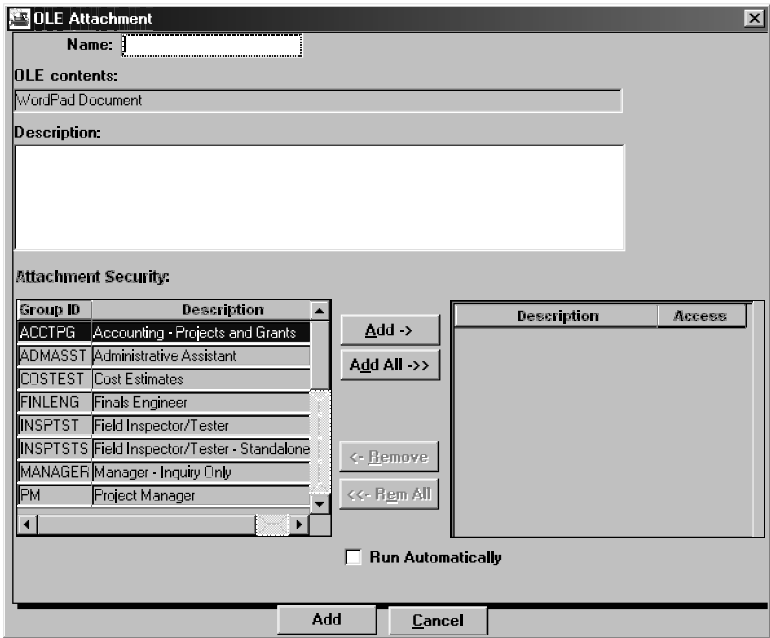 OLE Attachment
Name:
OLE contents:
WordPad Document
Description:
Attachment Security:
Group ID Description
ACCTPG Accounting - Projects and Grants
ADMASST Administrative Assistant
COSTEST Cost Estimates
FINLENG Finals Engineer
INSPTST Field Inspector/Tester
INSPTSTS Field Inspector/Tester - Standalone
MANAGER Manager - Inquiry Only
PM Project Manager
Add ->
Add All ->>
<- Remove
<<- Rem All
Description Access
Run Automatically
Add Cancel